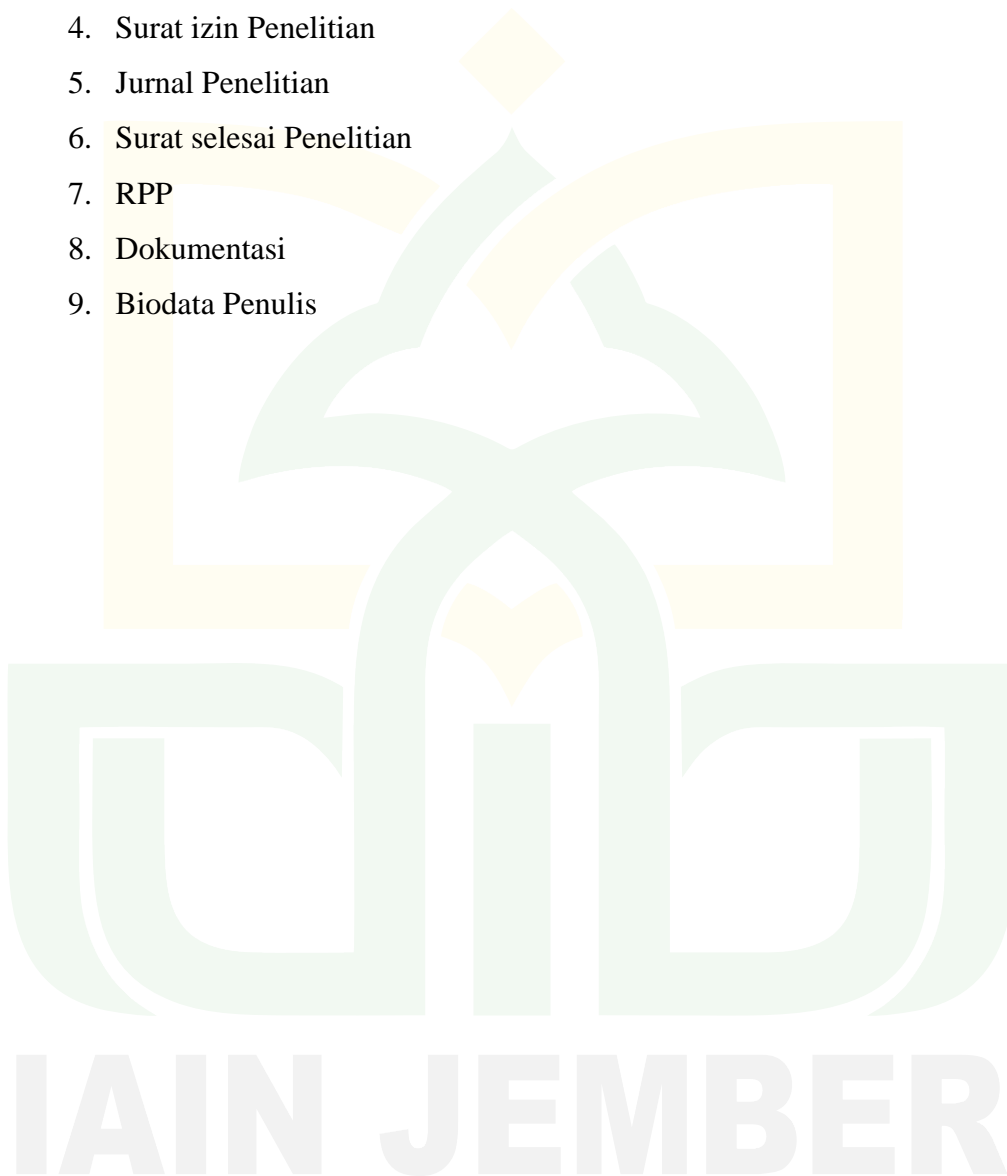 4. Surat izin Penelitian
5. Jurnal Penelitian
6. Surat selesai Penelitian
7. RPP
8. Dokumentasi
9. Biodata Penulis
IAIN JEMBER